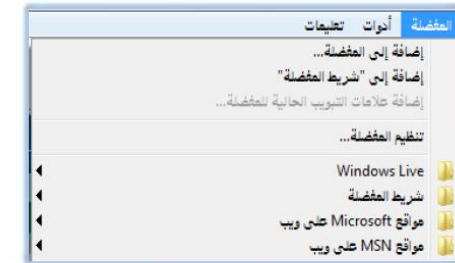 المفضلة أدوات تعليمات
إضافة إلى المفضلة...
إضافة إلى "شريط المفضلة"
إضافة علامات التبويب الحالية للمفضلة...
تنظيم المفضلة...
Windows Live
شريط المفضلة
مواقع Microsoft على ويب
مواقع MSN على ويب